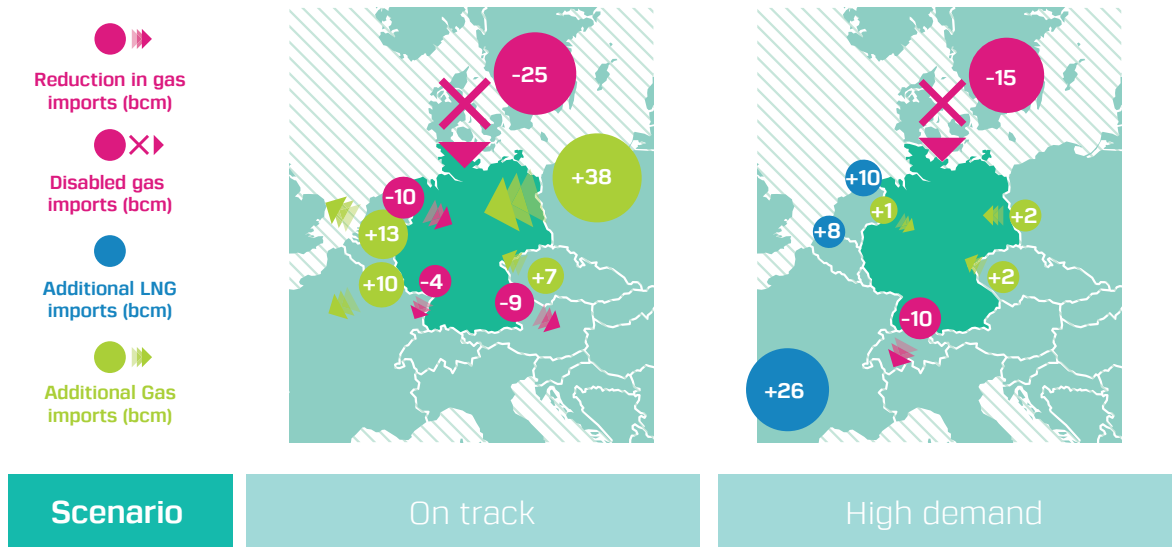 Reduction in gas
imports (bcm)
Disabled gas
imports (bcm)
Additional LNG
imports (bcm)
Additional Gas
imports (bcm)
-25
+38
-10
+13
+10
-4
+7
-9
-15
+10
+1
+8
+2
+2
-10
+26
Scenario
On track
High demand